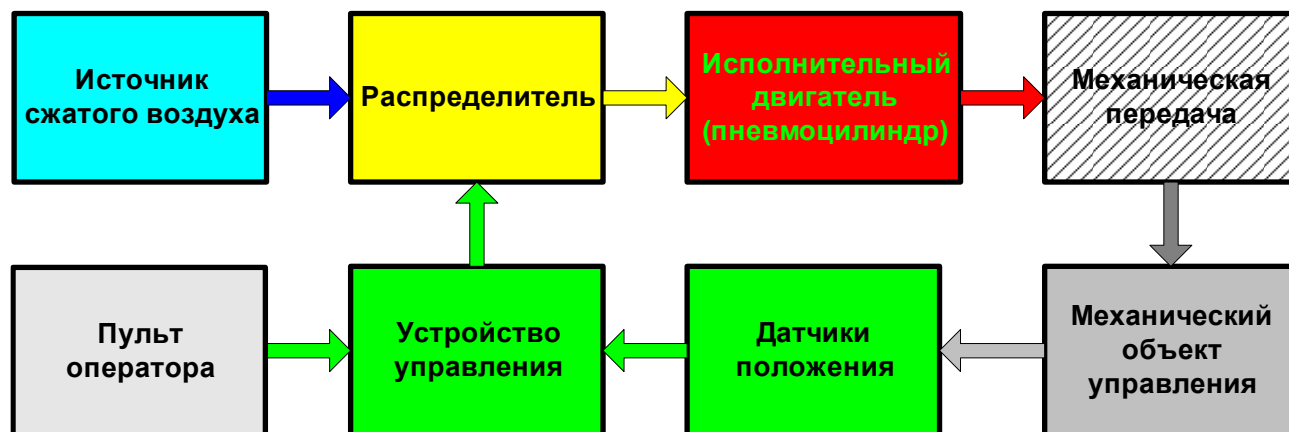 Источник
сжатого воздуха
Распределитель
Исполнительный
двигатель
(пневмоцилиндр)
Механическая
передача
Пульт
оператора
Устройство
управления
Датчики
положения
Механический
объект
управления